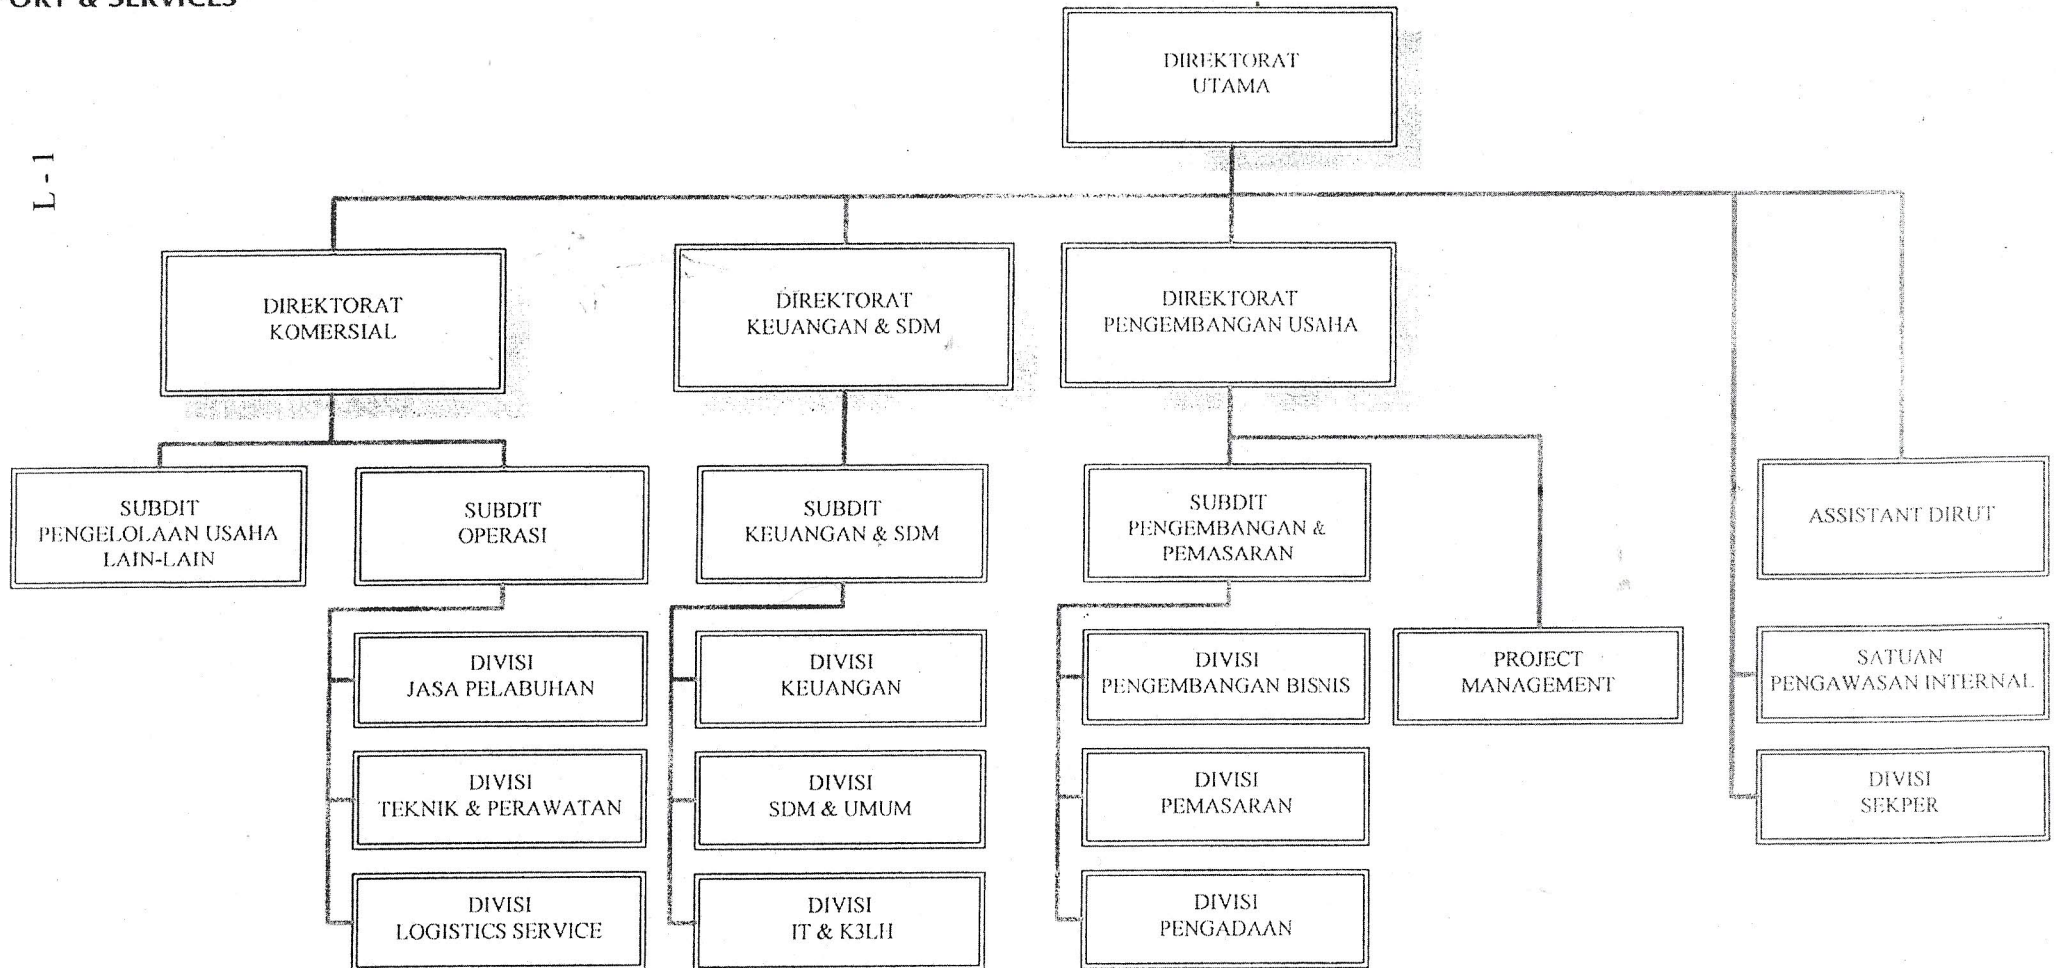 & SERVICES
L - 1
DIREKTORAT
UTAMA
DIREKTORAT
KOMERSIAL
DIREKTORAT
KEUANGAN & SDM
DIREKTORAT
PENGEMBANGAN USAHA
SUBDIT
PENGELOLAAN USAHA
LAIN-LAIN
SUBDIT
OPERASI
SUBDIT
KEUANGAN & SDM
SUBDIT
PENGEMBANGAN &
PEMASARAN
ASSISTANT DIRUT
DIVISI
JASA PELABUHAN
DIVISI
KEUANGAN
DIVISI
PENGEMBANGAN BISNIS
PROJECT
MANAGEMENT
SATUAN
PENGAWASAN INTERNAL
DIVISI
TEKNIK & PERAWATAN
DIVISI
SDM & UMUM
DIVISI
PEMASARAN
DIVISI
SEKPER
DIVISI
LOGISTICS SERVICE
DIVISI
IT & K3LH
DIVISI
PENGADAAN